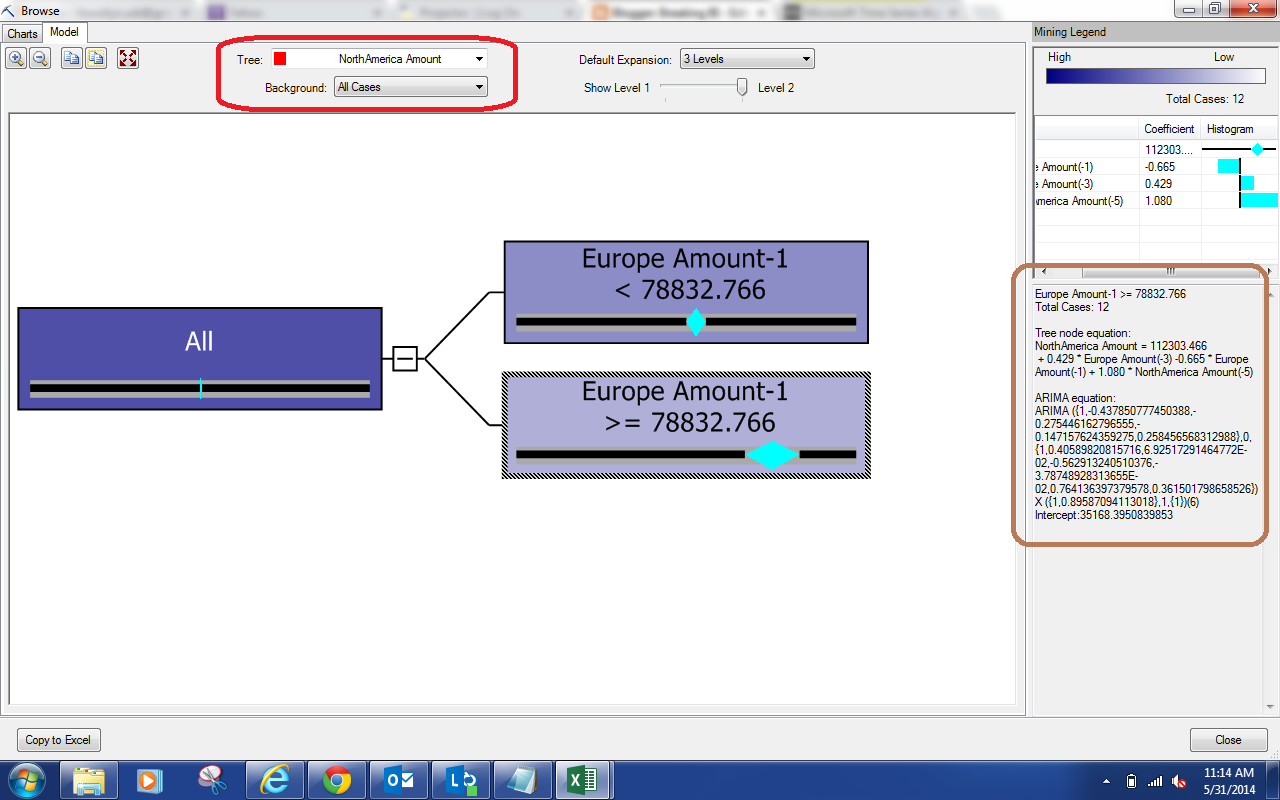 Browse
Charts
Model
Tree:
NorthAmerica Amount
Background:
All Cases
Default Expansion:
3 Levels
Show Level 1
Level 2
All
Europe Amount-1
< 78832.766
Europe Amount-1
>= 78832.766
Mining Legend
High
Low
Total Cases: 12
Coefficient
Histogram
112303....
e Amount(-1)
-0.665
e Amount(-3)
0.429
merica Amount(-5)
1.080
Europe Amount-1 >= 78832.766
Total Cases: 12
Tree node equation:
NorthAmerica Amount = 112303.466
+ 0.429 * Europe Amount(-3) -0.665 * Europe
Amount(-1) + 1.080 * NorthAmerica Amount(-5)
ARIMA equation:
ARIMA ({1,-0.437850777450388,-
0.275446162796555,-
0.147157624359275,0.258456568312988},0,
{1,0.40589820815716,6.92517291464772E-
02,-0.562913240510376,-
3.78748928313655E-
02,0.764136397379578,0.361501798658526})
X ({1,0.89587094113018},1,{1})(6)
Intercept:35168.3950839853
Copy to Excel
Close
11:14 AM
5/31/2014